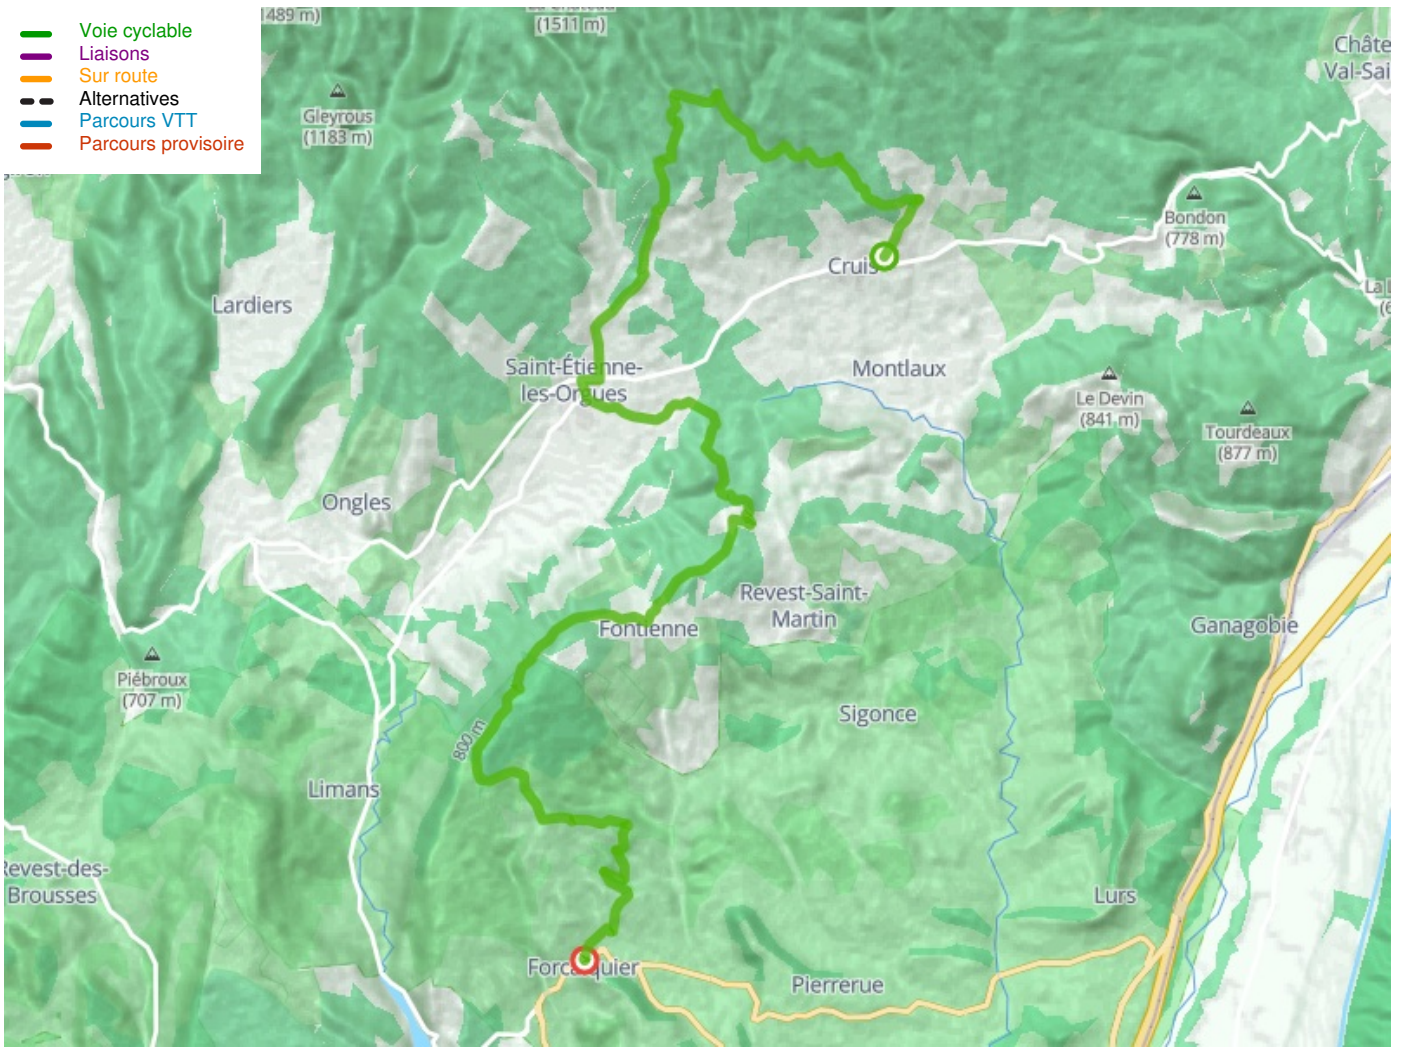 Voie cyclable
Liaisons
Sur route
Alternatives
Parcours VTT
Parcours provisoire
1489 m)
(1511 m)
Châte
Val-Sai
Gleyrous
(1183 m)
Bondon
(778 m)
Cruis
Lardiers
Saint-Étienne-
les-Orgues
Montlaux
Le Devin
(841 m)
Tourdeaux
(877 m)
Ongles
Revest-Saint-
Martin
Fontienne
Ganagobie
Piébroux
(707 m)
Sigonce
800 m
Limans
Revest-des-
Brousses
Lurs
Forcalquier
Pierrerue